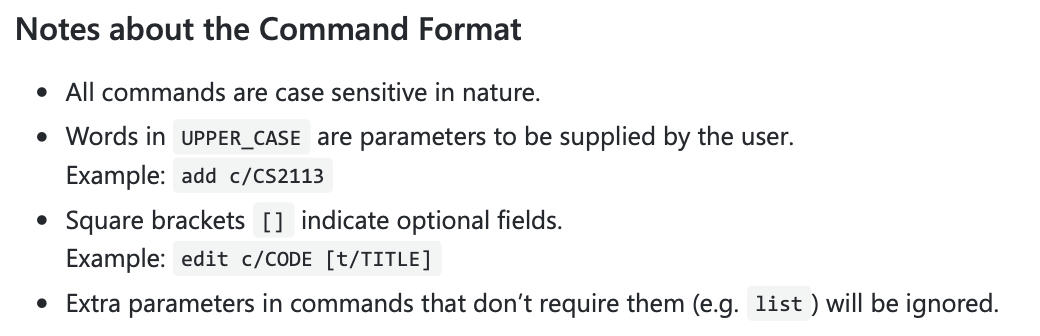 Notes about the Command Format
• All commands are case sensitive in nature.
• Words in UPPER_CASE are parameters to be supplied by the user.
Example: add c/CS2113
• Square brackets [] indicate optional fields.
Example: edit c/CODE [t/TITLE]
• Extra parameters in commands that don’t require them (e.g. list ) will be ignored.